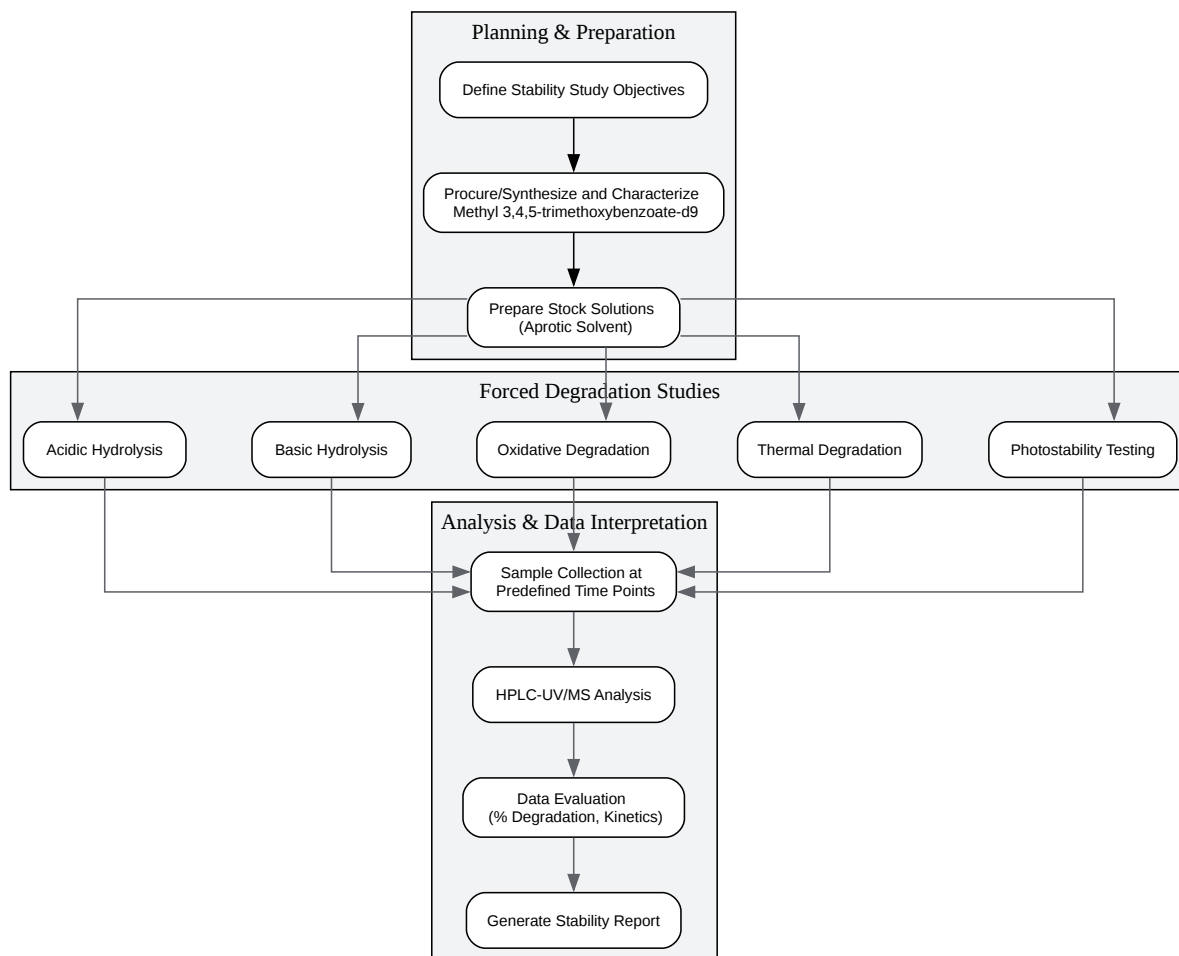 Planning & Preparation
Define Stability Study Objectives
Procure/Synthesize and Characterize
Methyl 3,4,5-trimethoxybenzoate-d9
Prepare Stock Solutions
(Aprotic Solvent)
Forced Degradation Studies
Acidic Hydrolysis
Basic Hydrolysis
Oxidative Degradation
Thermal Degradation
Photostability Testing
Analysis & Data Interpretation
Sample Collection at
Predefined Time Points
HPLC-UV/MS Analysis
Data Evaluation
(% Degradation, Kinetics)
Generate Stability Report